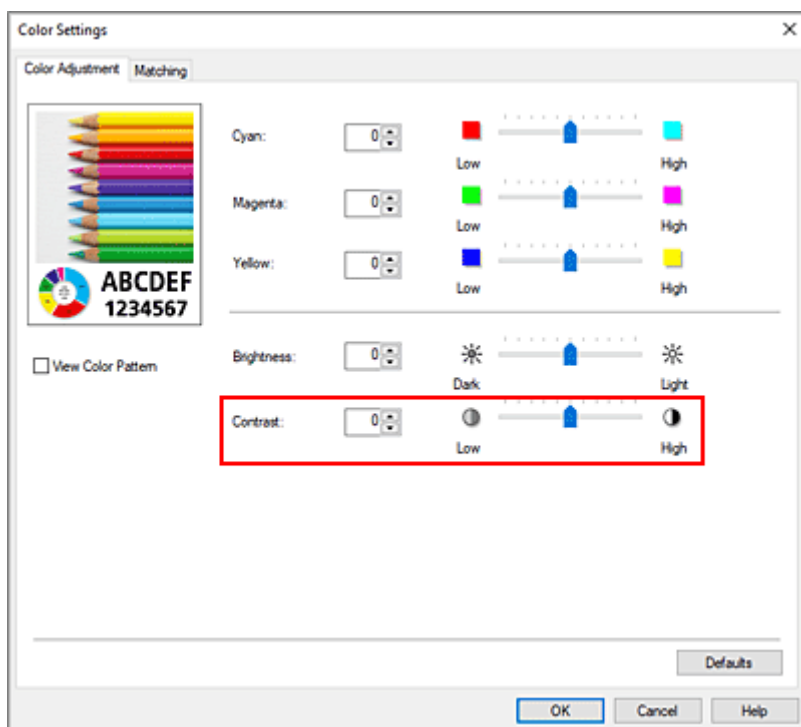 Color Settings
Color Adjustment Matching
Cyan: 0
Low High
Magenta: 0
Low High
Yellow: 0
Low High
ABCDEF
1234567
View Color Pattern
Brightness: 0
Dark Light
Contrast: 0
Low High
Defaults
OK Cancel Help